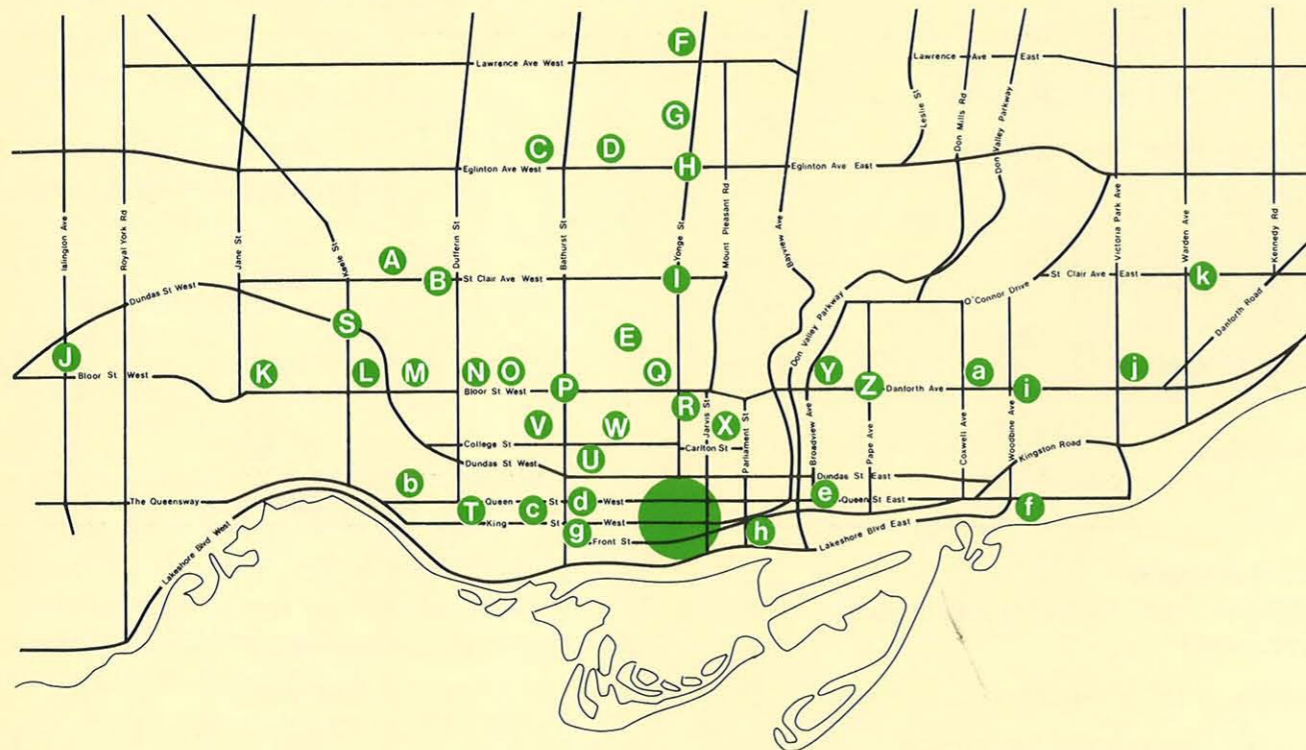 F
Lawrence Ave West
Lawrence Ave East
G
Leslie St
Don Mills Rd
Don Valley Parkway
C
D
H
Eglinton Ave West
Eglinton Ave East
Islington Ave
Royal York Rd
Jane St
Keele St
Dufferin St
Bathurst St
Yonge St
Mount Pleasant Rd
Bayview Ave
Victoria Park Ave
Warden Ave
Kennedy Rd
A
B
St Clair Ave West
I
St Clair Ave East
k
Dundas St West
Don Valley Parkway
O'Connor Drive
Danforth Road
S
E
J
Bloor St West
K
L
M
N
O
Bloor St West
P
Q
Y
Z
Danforth Ave
a
i
j
R
Jarvis St
X
Parliament St
Broadview Ave
Pape Ave
Coxwell Ave
Woodbine Ave
V
W
College St
Carlton St
Kingston Road
Dundas St West
U
Dundas St East
The Queensway
b
Queen St West
d
e
Queen St East
f
T
c
King St West
g
Front St
h
Lakeshore Blvd East
Lakeshore Blvd West